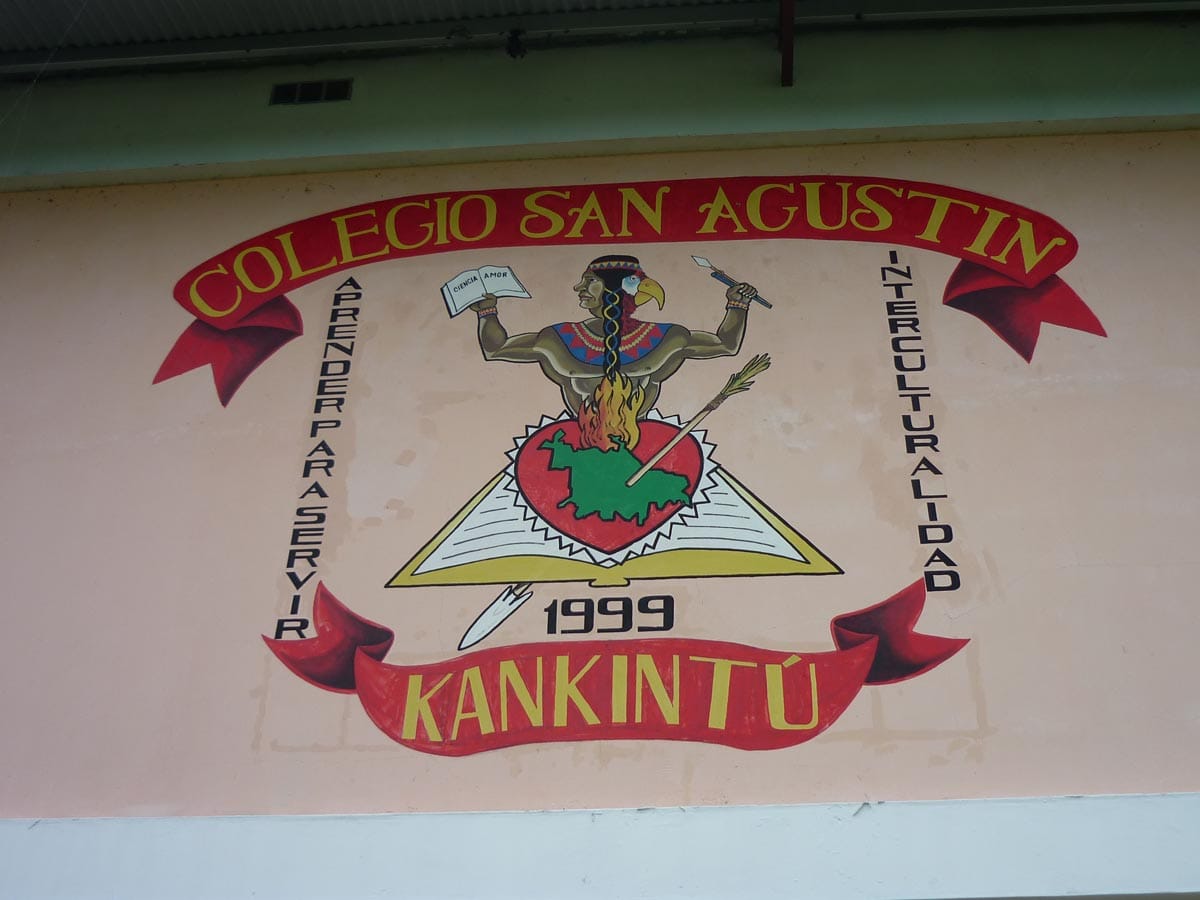 COLEGIO SAN AGUSTIN
CIENCIA AMOR
APRENDER PARA SERVIR
INTERCULTURALIDAD
1999
KANKINTÚ